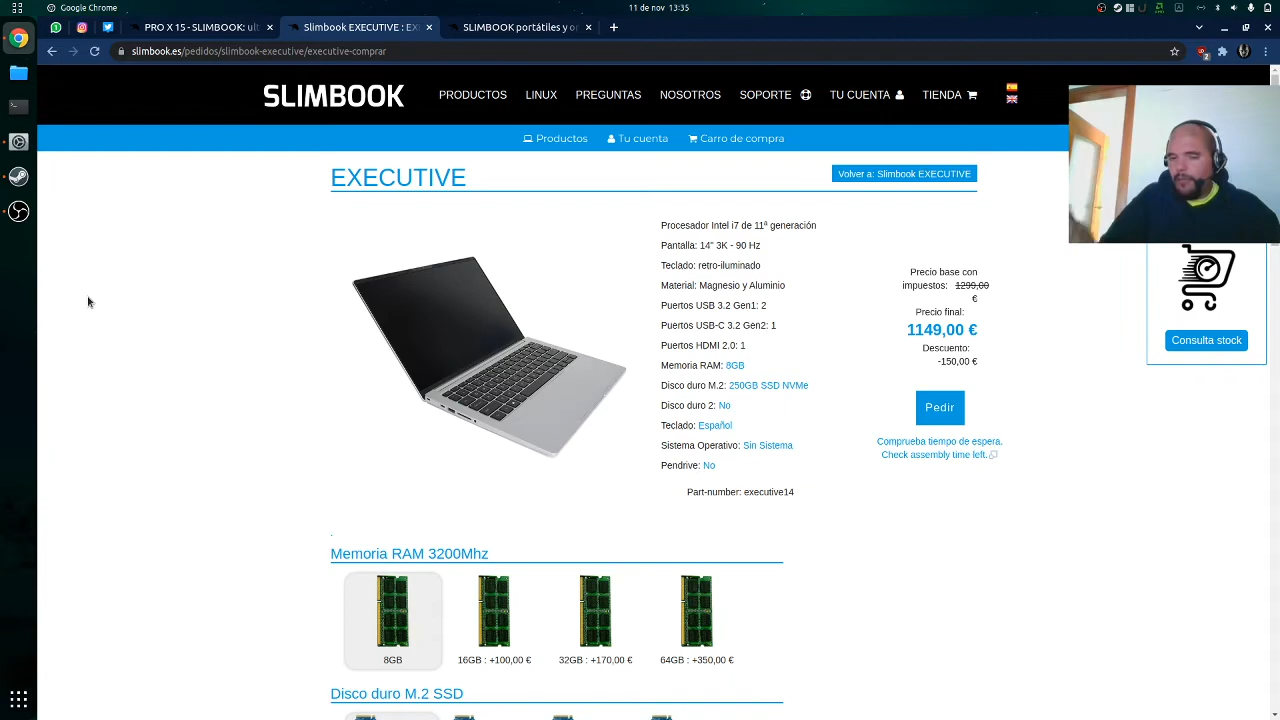 Google Chrome
11 de nov 13:35
PRO X 15 - SLIMBOOK: ult
Slimbook EXECUTIVE : EX
SLIMBOOK portátiles y or
slimbook.es/pedidos/slimbook-executive/executive-comprar
2
SLIMBOOK
PRODUCTOS LINUX PREGUNTAS NOSOTROS SOPORTE TU CUENTA TIENDA
Productos Tu cuenta Carro de compra
EXECUTIVE
Volver a: Slimbook EXECUTIVE
Procesador Intel i7 de 11ª generación
Pantalla: 14" 3K - 90 Hz
Teclado: retro-iluminado
Material: Magnesio y Aluminio
Puertos USB 3.2 Gen1: 2
Puertos USB-C 3.2 Gen2: 1
Puertos HDMI 2.0: 1
Memoria RAM: 8GB
Disco duro M.2: 250GB SSD NVMe
Disco duro 2: No
Teclado: Español
Sistema Operativo: Sin Sistema
Pendrive: No
Part-number: executive14
Precio base con
impuestos: 1299,00
€
Precio final:
1149,00 €
Descuento:
-150,00 €
Pedir
Comprueba tiempo de espera.
Check assembly time left.
Consulta stock
.
Memoria RAM 3200Mhz
8GB
16GB : +100,00 €
32GB : +170,00 €
64GB : +350,00 €
Disco duro M.2 SSD